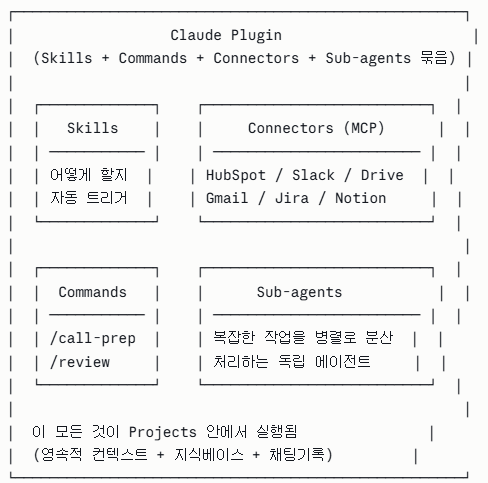 Claude Plugin
(Skills + Commands + Connectors + Sub-agents 묶음)
Skills
Connectors (MCP)
어떻게 할지
HubSpot / Slack / Drive
자동 트리거
Gmail / Jira / Notion
Commands
Sub-agents
/call-prep
복잡한 작업을 병렬로 분산
/review
처리하는 독립 에이전트
이 모든 것이 Projects 안에서 실행됨
(영속적 컨텍스트 + 지식베이스 + 채팅기록)